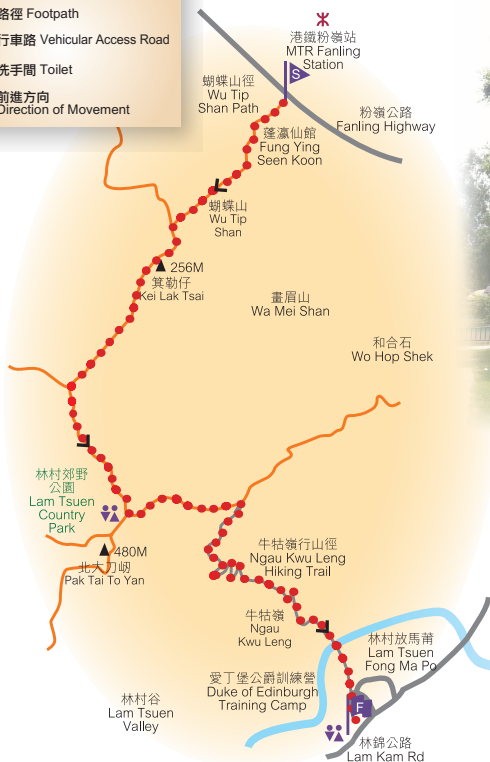 路徑 Footpath
行車路 Vehicular Access Road
洗手間 Toilet
前進方向
Direction of Movement
港鐵粉嶺站
MTR Fanling
Station
S
蝴蝶山徑
Wu Tip
Shan Path
粉嶺公路
Fanling Highway
蓬瀛仙館
Fung Ying
Seen Koon
蝴蝶山
Wu Tip
Shan
256M
箕勒仔
Kei Lak Tsai
畫眉山
Wa Mei Shan
和合石
Wo Hop Shek
林村郊野
公園
Lam Tsuen
Country
Park
480M
北大刀屻
Pak Tai To Yan
牛牯嶺行山徑
Ngau Kwu Leng
Hiking Trail
牛牯嶺
Ngau
Kwu Leng
林村放馬莆
Lam Tsuen
Fong Ma Po
愛丁堡公爵訓練營
Duke of Edinburgh
Training Camp
林村谷
Lam Tsuen
Valley
F
林錦公路
Lam Kam Rd